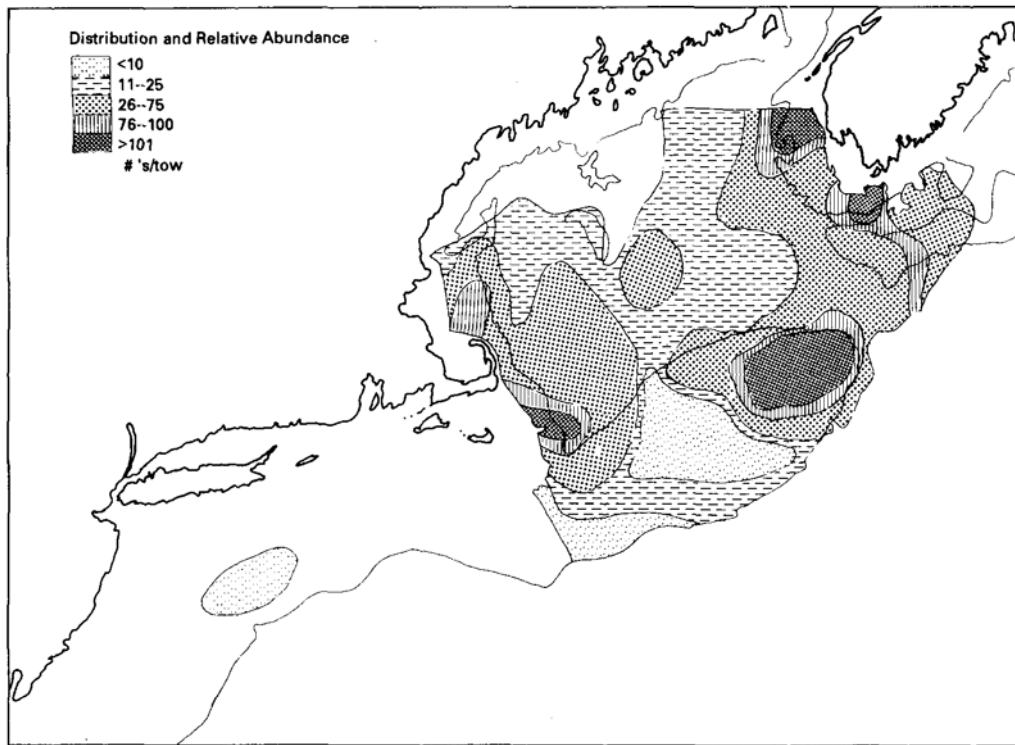 Distribution and Relative Abundance
<10
11--25
26--75
76--100
>101
# 's/tow